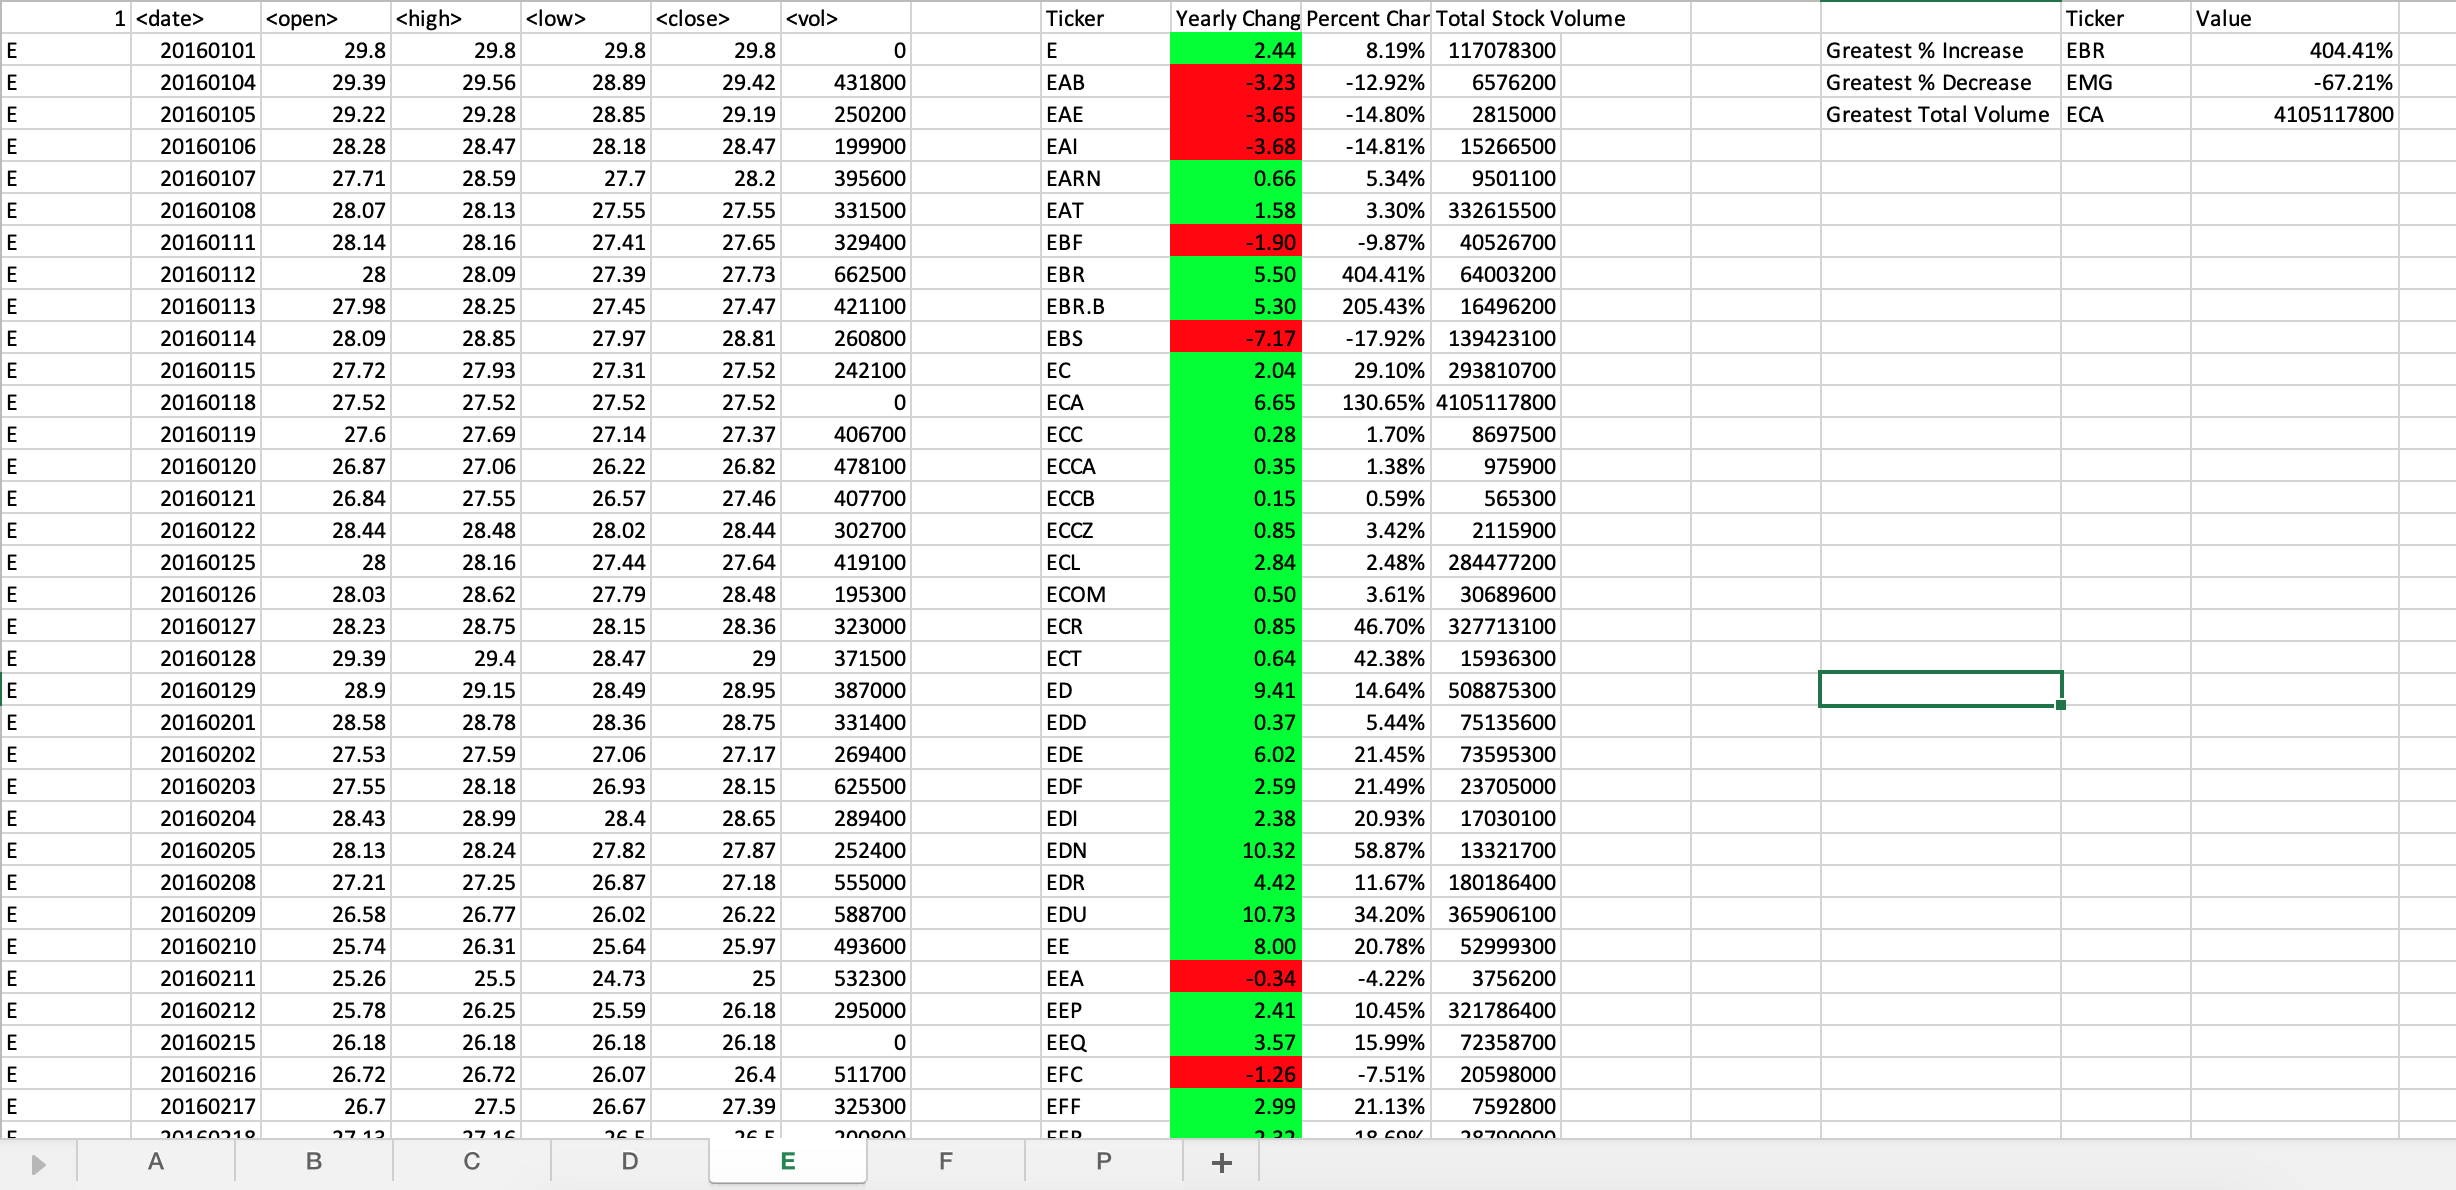 1 <date> <open> <high> <low> <close> <vol> Ticker Yearly Chang Percent Char Total Stock Volume Ticker Value
E 20160101 29.8 29.8 29.8 29.8 0 E 2.44 8.19% 117078300 Greatest % Increase EBR 404.41%
E 20160104 29.39 29.56 28.89 29.42 431800 EAB -3.23 -12.92% 6576200 Greatest % Decrease EMG -67.21%
E 20160105 29.22 29.28 28.85 29.19 250200 EAE -3.65 -14.80% 2815000 Greatest Total Volume ECA 4105117800
E 20160106 28.28 28.47 28.18 28.47 199900 EAI -3.68 -14.81% 15266500
E 20160107 27.71 28.59 27.7 28.2 395600 EARN 0.66 5.34% 9501100
E 20160108 28.07 28.13 27.55 27.55 331500 EAT 1.58 3.30% 332615500
E 20160111 28.14 28.16 27.41 27.65 329400 EBF -1.90 -9.87% 40526700
E 20160112 28 28.09 27.39 27.73 662500 EBR 5.50 404.41% 64003200
E 20160113 27.98 28.25 27.45 27.47 421100 EBR.B 5.30 205.43% 16496200
E 20160114 28.09 28.85 27.97 28.81 260800 EBS -7.17 -17.92% 139423100
E 20160115 27.72 27.93 27.31 27.52 242100 EC 2.04 29.10% 293810700
E 20160118 27.52 27.52 27.52 27.52 0 ECA 6.65 130.65% 4105117800
E 20160119 27.6 27.69 27.14 27.37 406700 ECC 0.28 1.70% 8697500
E 20160120 26.87 27.06 26.22 26.82 478100 ECCA 0.35 1.38% 975900
E 20160121 26.84 27.55 26.57 27.46 407700 ECCB 0.15 0.59% 565300
E 20160122 28.44 28.48 28.02 28.44 302700 ECCZ 0.85 3.42% 2115900
E 20160125 28 28.16 27.44 27.64 419100 ECL 2.84 2.48% 284477200
E 20160126 28.03 28.62 27.79 28.48 195300 ECOM 0.50 3.61% 30689600
E 20160127 28.23 28.75 28.15 28.36 323000 ECR 0.85 46.70% 327713100
E 20160128 29.39 29.4 28.47 29 371500 ECT 0.64 42.38% 15936300
E 20160129 28.9 29.15 28.49 28.95 387000 ED 9.41 14.64% 508875300
E 20160201 28.58 28.78 28.36 28.75 331400 EDD 0.37 5.44% 75135600
E 20160202 27.53 27.59 27.06 27.17 269400 EDE 6.02 21.45% 73595300
E 20160203 27.55 28.18 26.93 28.15 625500 EDF 2.59 21.49% 23705000
E 20160204 28.43 28.99 28.4 28.65 289400 EDI 2.38 20.93% 17030100
E 20160205 28.13 28.24 27.82 27.87 252400 EDN 10.32 58.87% 13321700
E 20160208 27.21 27.25 26.87 27.18 555000 EDR 4.42 11.67% 180186400
E 20160209 26.58 26.77 26.02 26.22 588700 EDU 10.73 34.20% 365906100
E 20160210 25.74 26.31 25.64 25.97 493600 EE 8.00 20.78% 52999300
E 20160211 25.26 25.5 24.73 25 532300 EEA -0.34 -4.22% 3756200
E 20160212 25.78 26.25 25.59 26.18 295000 EEP 2.41 10.45% 321786400
E 20160215 26.18 26.18 26.18 26.18 0 EEQ 3.57 15.99% 72358700
E 20160216 26.72 26.72 26.07 26.4 511700 EFC -1.26 -7.51% 20598000
E 20160217 26.7 27.5 26.67 27.39 325300 EFF 2.99 21.13% 7592800
A B C D E F P +